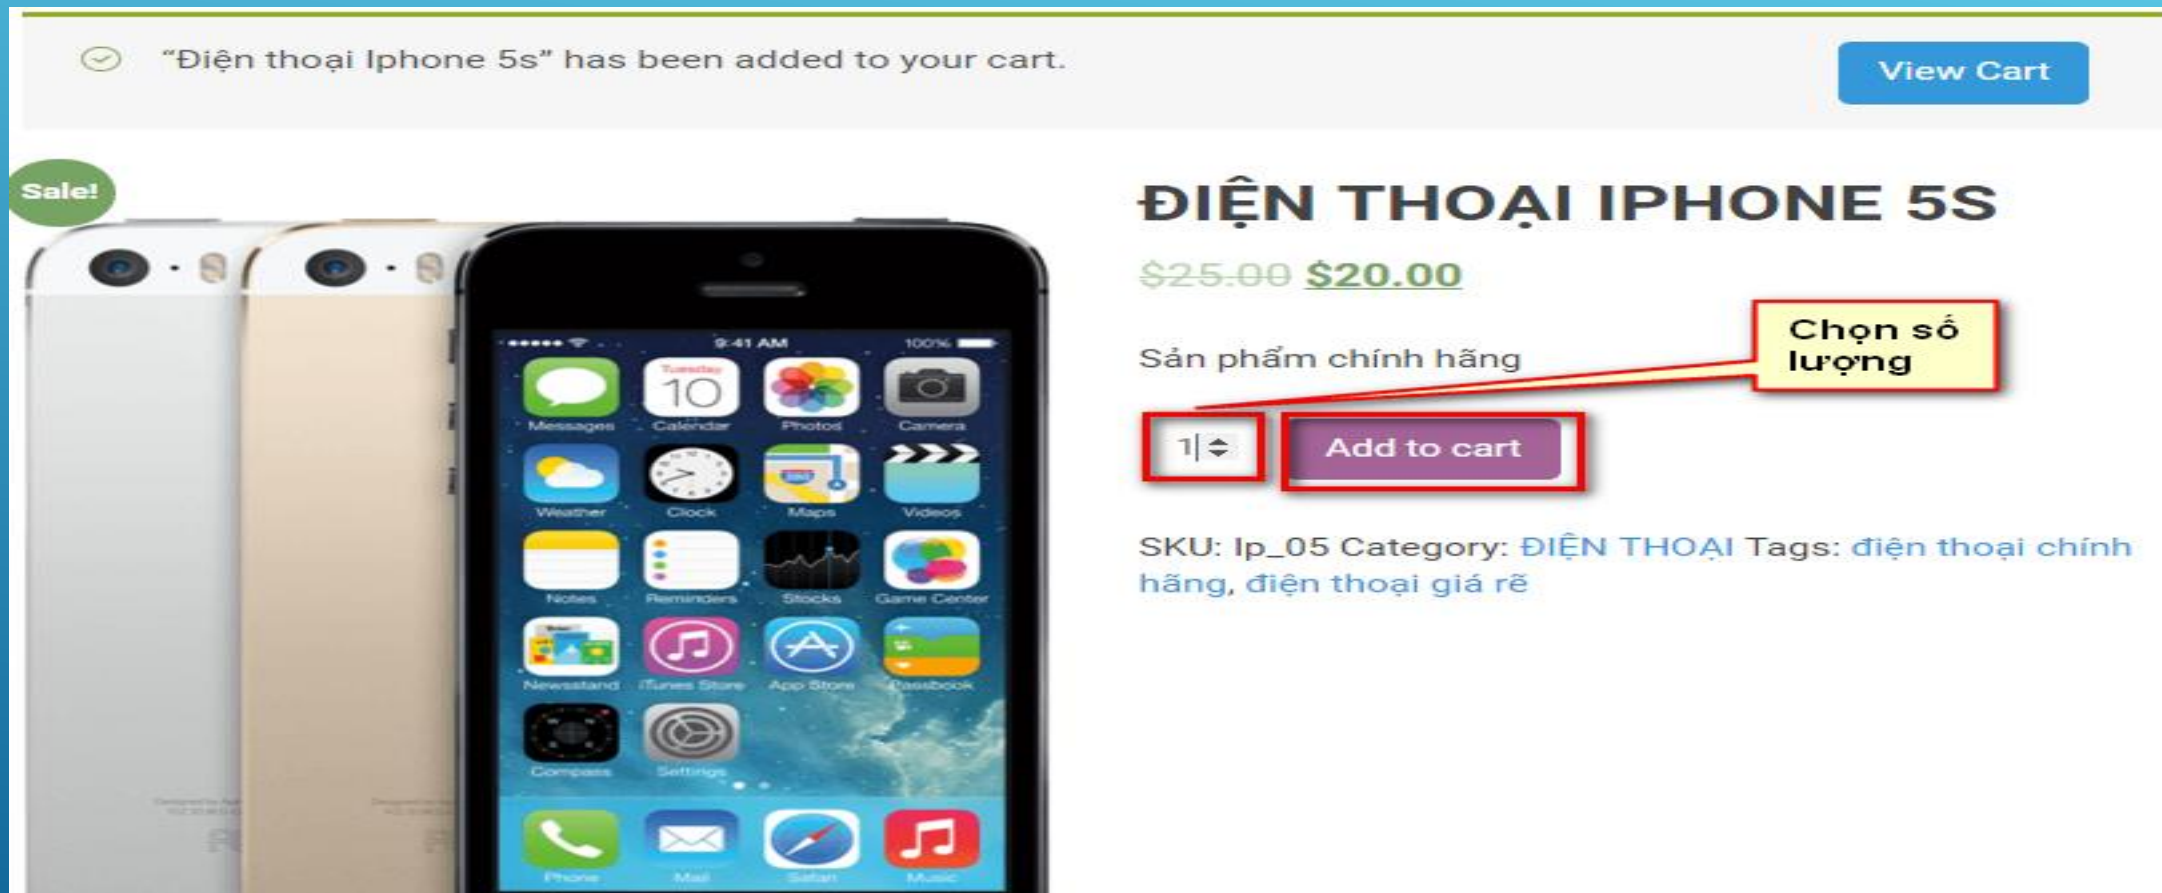 “Điện thoại Iphone 5s” has been added to your cart.
View Cart
Sale!
ĐIỆN THOẠI IPHONE 5S
$25.00 $20.00
Chọn số
lượng
Sản phẩm chính hãng
1
Add to cart
SKU: Ip_05 Category: ĐIỆN THOẠI Tags: điện thoại chính
hãng, điện thoại giá rẽ
9:41 AM
100%
Tuesday
10
Messages
Calendar
Photos
Camera
Weather
Clock
Maps
Videos
Notes
Reminders
Stocks
Game Center
Newsstand
iTunes Store
App Store
Passbook
Compass
Settings
Phone
Mail
Safari
Music